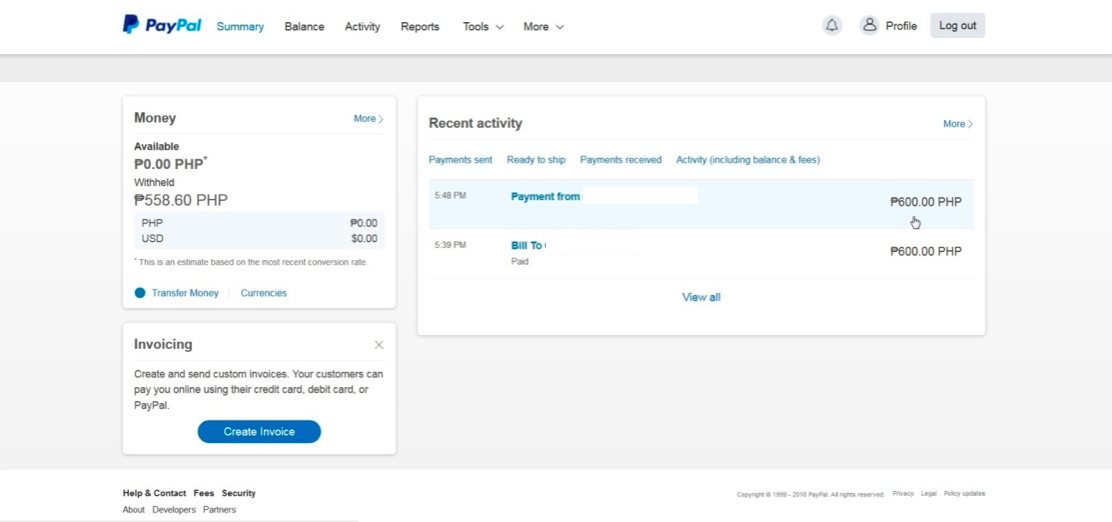 PayPal Summary Balance Activity Reports Tools More Profile Log out
Money More
Available
₱0.00 PHP*
Withheld
₱558.60 PHP
PHP ₱0.00
USD $0.00
* This is an estimate based on the most recent conversion rate.
Transfer Money Currencies
Invoicing
Create and send custom invoices. Your customers can
pay you online using their credit card, debit card, or
PayPal.
Create Invoice
Recent activity More
Payments sent Ready to ship Payments received Activity (including balance & fees)
5:48 PM Payment from ₱600.00 PHP
5:39 PM Bill To ₱600.00 PHP
Paid
View all
Help & Contact Fees Security
About Developers Partners
Copyright © 1999 - 2016 PayPal. All rights reserved. Privacy Legal Policy updates